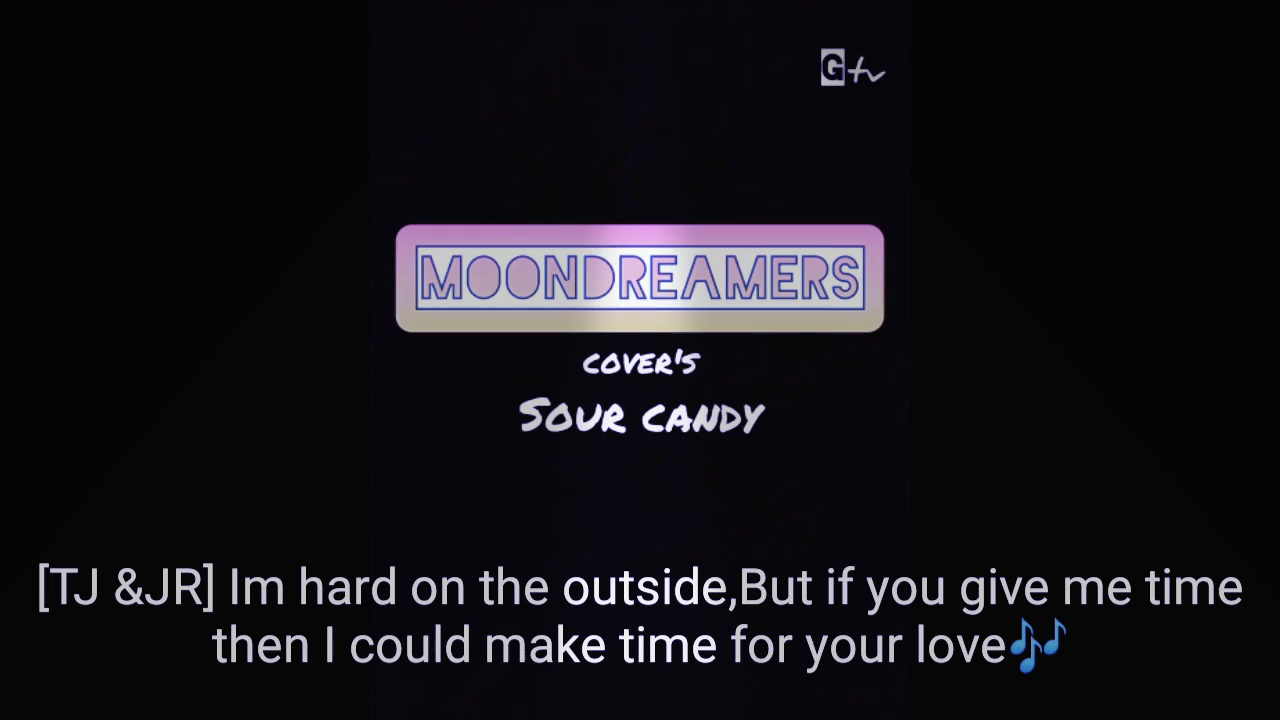 Gtv
MOONDREAMERS
COVER'S
SOUR CANDY
[TJ &JR] Im hard on the outside,But if you give me time
then I could make time for your love🎶